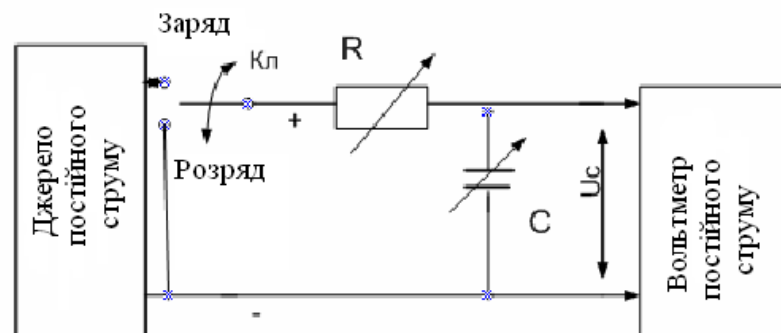 Заряд
Кл
R
Джерело
постійного
струму
+
Розряд
C
Uc
Вольтметр
постійного
струму
-